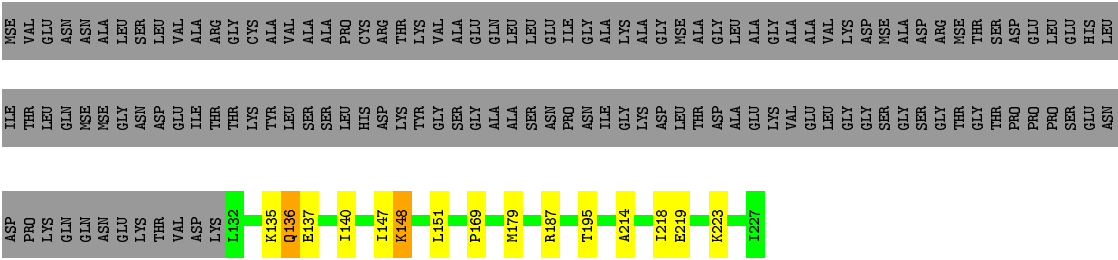 MSE VAL GLU ASN ASN ALA LEU SER LEU VAL ALA ARG GLY CYS ALA VAL ALA ALA PRO CYS ARG THR LYS VAL ALA GLU GLN LEU LEU GLU ILE GLY ALA LYS ALA GLY MSE ALA GLY LEU ALA GLY ALA ALA VAL LYS ASP MSE ALA ASP ARG MSE THR SER ASP GLU LEU GLU HIS LEU
ILE THR LEU GLN MSE MSE GLY ASN ASP GLU ILE THR THR LYS TYR LEU SER SER LEU HIS ASP LYS TYR GLY SER GLY ALA ALA SER ASN PRO ASN ILE GLY LYS ASP LEU THR ASP ALA GLU LYS VAL GLU LEU GLY GLY SER GLY SER GLY THR GLY THR PRO PRO PRO SER GLU ASN
ASP PRO LYS GLN GLN ASN GLU LYS THR VAL ASP LYS L132 K135 Q136 E137 I140 I147 K148 L151 P169 M179 R187 T195 A214 I218 E219 K223 I227